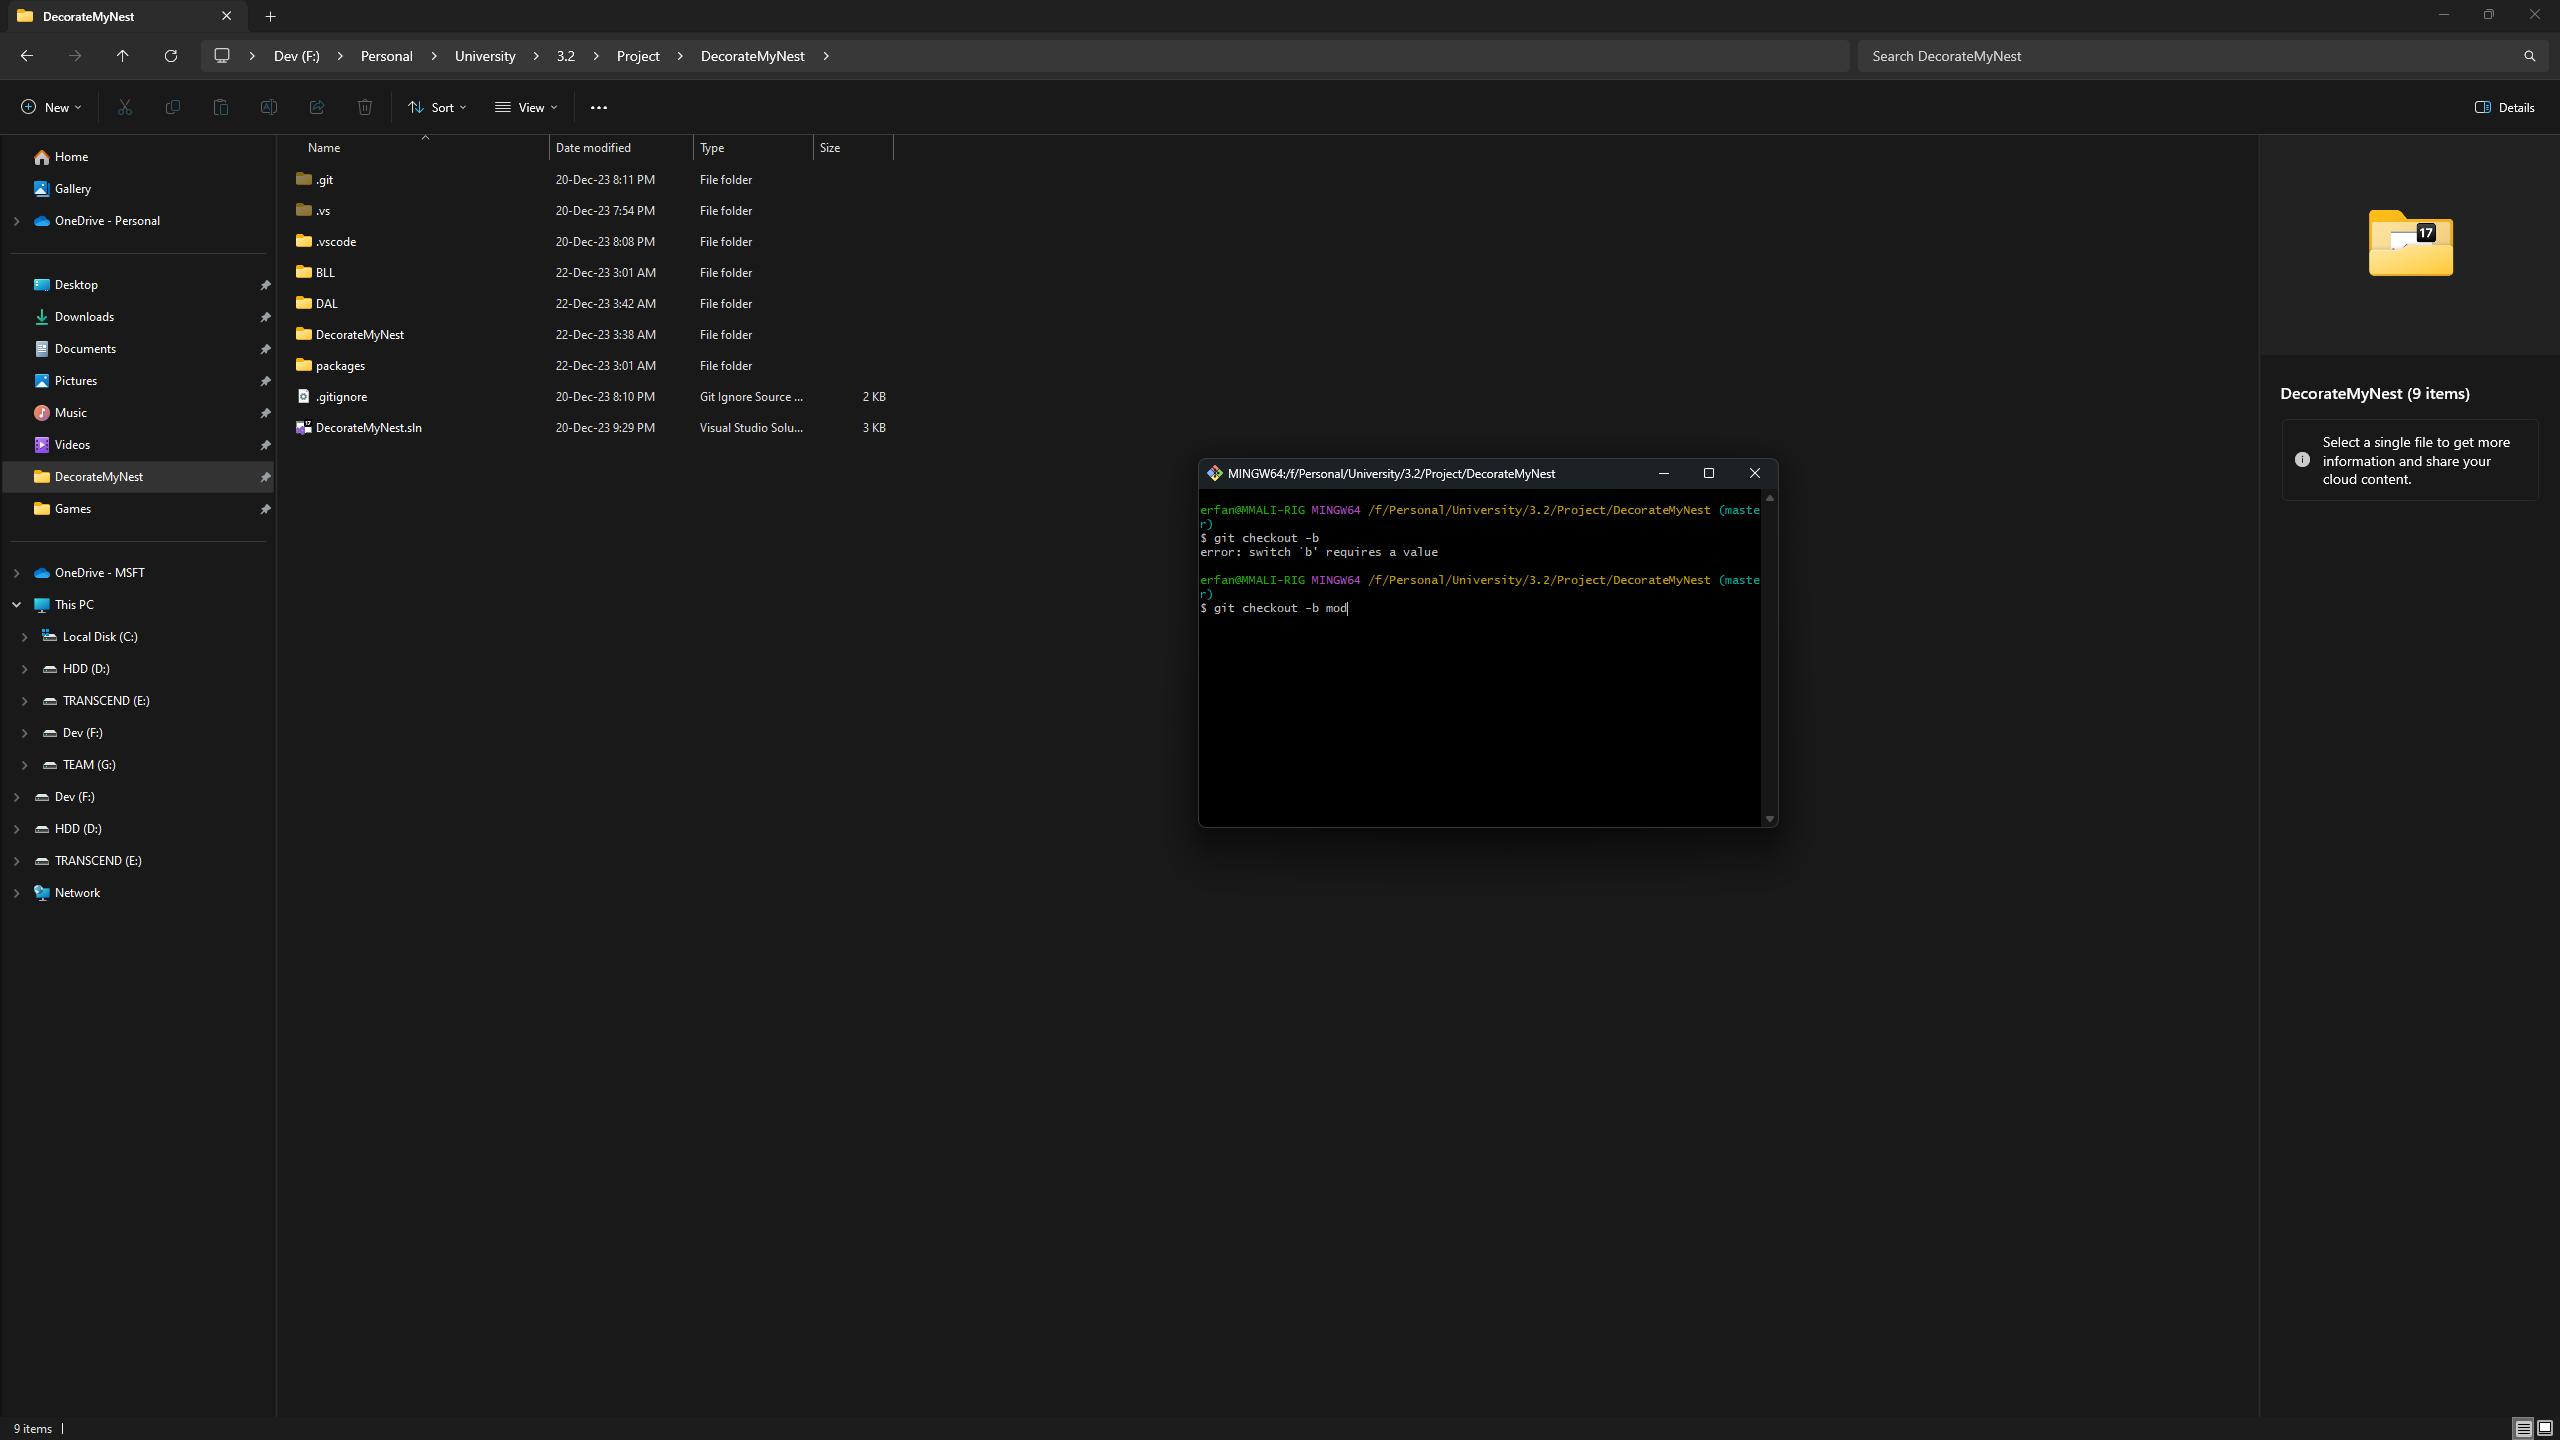 DecorateMyNest
Dev (F:) Personal University 3.2 Project DecorateMyNest
Search DecorateMyNest
New Sort View Details
Home
Gallery
OneDrive - Personal
Desktop
Downloads
Documents
Pictures
Music
Videos
DecorateMyNest
Games
OneDrive - MSFT
This PC
Local Disk (C:)
HDD (D:)
TRANSCEND (E:)
Dev (F:)
TEAM (G:)
Dev (F:)
HDD (D:)
TRANSCEND (E:)
Network
Name Date modified Type Size
.git 20-Dec-23 8:11 PM File folder
.vs 20-Dec-23 7:54 PM File folder
.vscode 20-Dec-23 8:08 PM File folder
BLL 22-Dec-23 3:01 AM File folder
DAL 22-Dec-23 3:42 AM File folder
DecorateMyNest 22-Dec-23 3:38 AM File folder
packages 22-Dec-23 3:01 AM File folder
.gitignore 20-Dec-23 8:10 PM Git Ignore Source ... 2 KB
DecorateMyNest.sln 20-Dec-23 9:29 PM Visual Studio Solu... 3 KB
MINGW64:/f/Personal/University/3.2/Project/DecorateMyNest
erfan@MMALI-RIG MINGW64 /f/Personal/University/3.2/Project/DecorateMyNest (maste
r)
$ git checkout -b
error: switch `b' requires a value
erfan@MMALI-RIG MINGW64 /f/Personal/University/3.2/Project/DecorateMyNest (maste
r)
$ git checkout -b mod
17
DecorateMyNest (9 items)
Select a single file to get more
information and share your
cloud content.
9 items